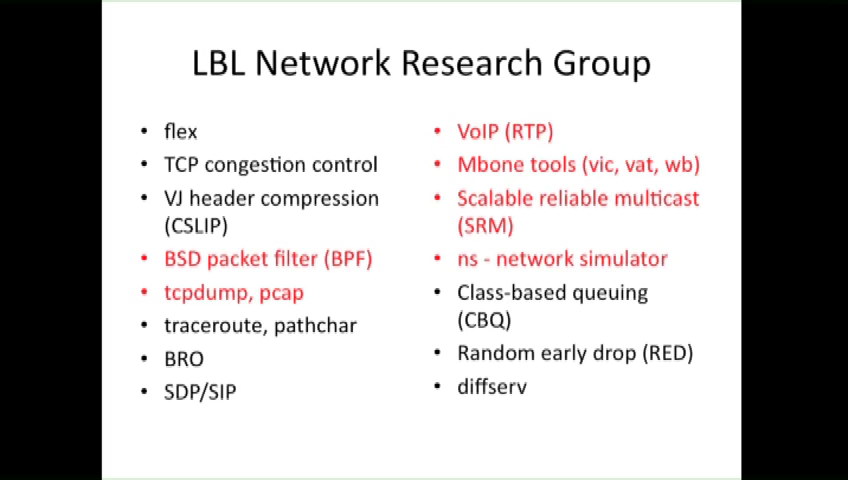 LBL Network Research Group
• flex
• TCP congestion control
• VJ header compression
(CSLIP)
• BSD packet filter (BPF)
• tcpdump, pcap
• traceroute, pathchar
• BRO
• SDP/SIP
• VoIP (RTP)
• Mbone tools (vic, vat, wb)
• Scalable reliable multicast
(SRM)
• ns - network simulator
• Class-based queuing
(CBQ)
• Random early drop (RED)
• diffserv